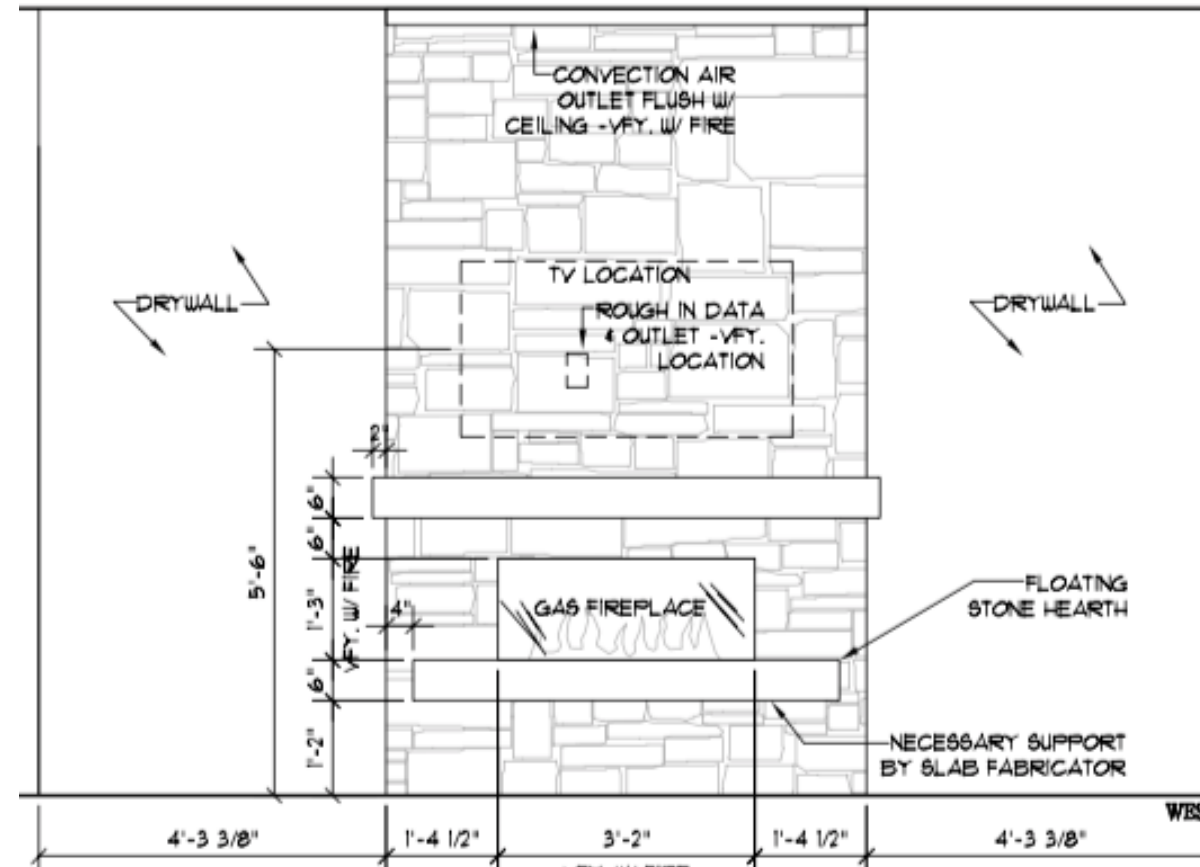 CONVECTION AIR
OUTLET FLUSH W/
CEILING -VFY. W/ FIRE
TV LOCATION
DRYWALL
ROUGH IN DATA
& OUTLET -VFY.
LOCATION
DRYWALL
2"
6"
6"
5'-6"
1'-3"
VFY. W/ FIRE
4"
GAS FIREPLACE
FLOATING
STONE HEARTH
6"
1'-2"
NECESSARY SUPPORT
BY SLAB FABRICATOR
4'-3 3/8"
1'-4 1/2"
3'-2"
1'-4 1/2"
4'-3 3/8"